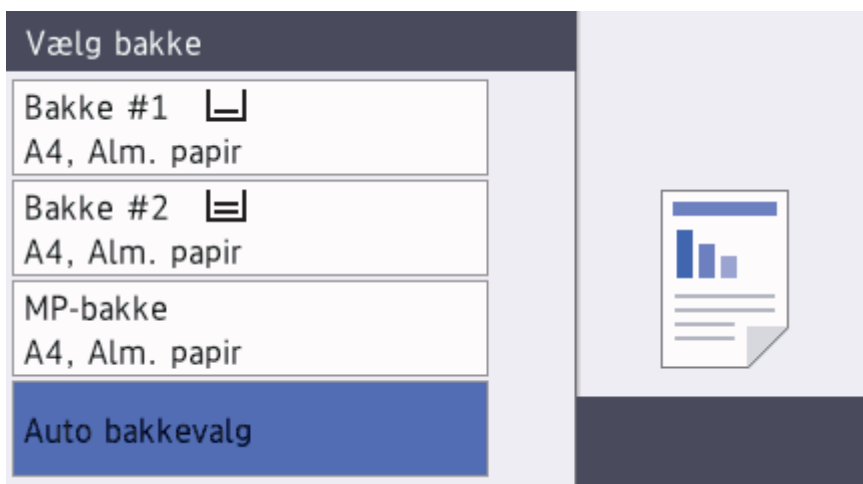 Vælg bakke
Bakke #1
A4, Alm. papir
Bakke #2
A4, Alm. papir
MP-bakke
A4, Alm. papir
Auto bakkevalg